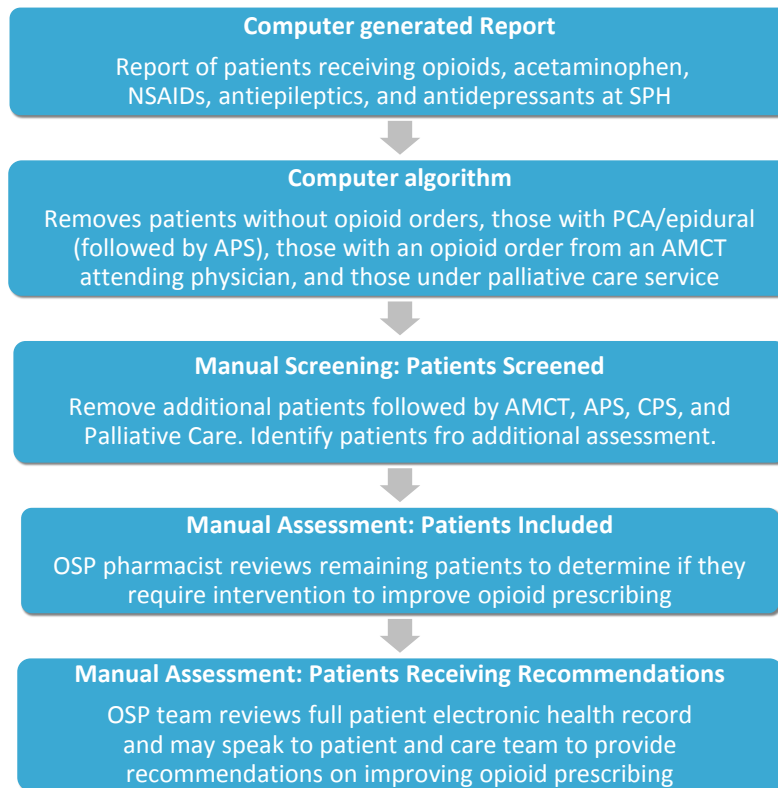 Computer generated Report
Report of patients receiving opioids, acetaminophen,
NSAIDs, antiepileptics, and antidepressants at SPH
Computer algorithm
Removes patients without opioid orders, those with PCA/epidural
(followed by APS), those with an opioid order from an AMCT
attending physician, and those under palliative care service
Manual Screening: Patients Screened
Remove additional patients followed by AMCT, APS, CPS, and
Palliative Care. Identify patients fro additional assessment.
Manual Assessment: Patients Included
OSP pharmacist reviews remaining patients to determine if they
require intervention to improve opioid prescribing
Manual Assessment: Patients Receiving Recommendations
OSP team reviews full patient electronic health record
and may speak to patient and care team to provide
recommendations on improving opioid prescribing